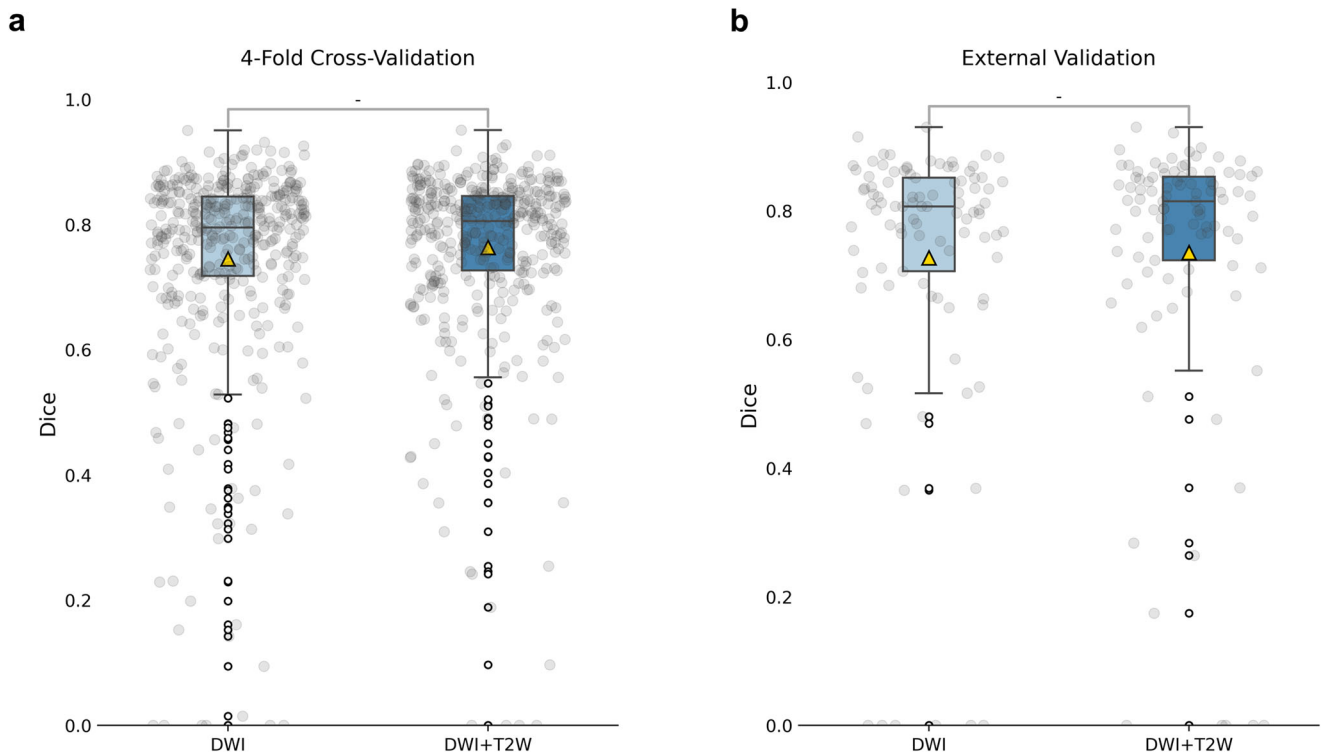 a
4-Fold Cross-Validation
1.0
-
0.8
0.6
Dice
0.4
0.2
0.0
DWI
DWI+T2W
b
External Validation
1.0
-
0.8
0.6
Dice
0.4
0.2
0.0
DWI
DWI+T2W